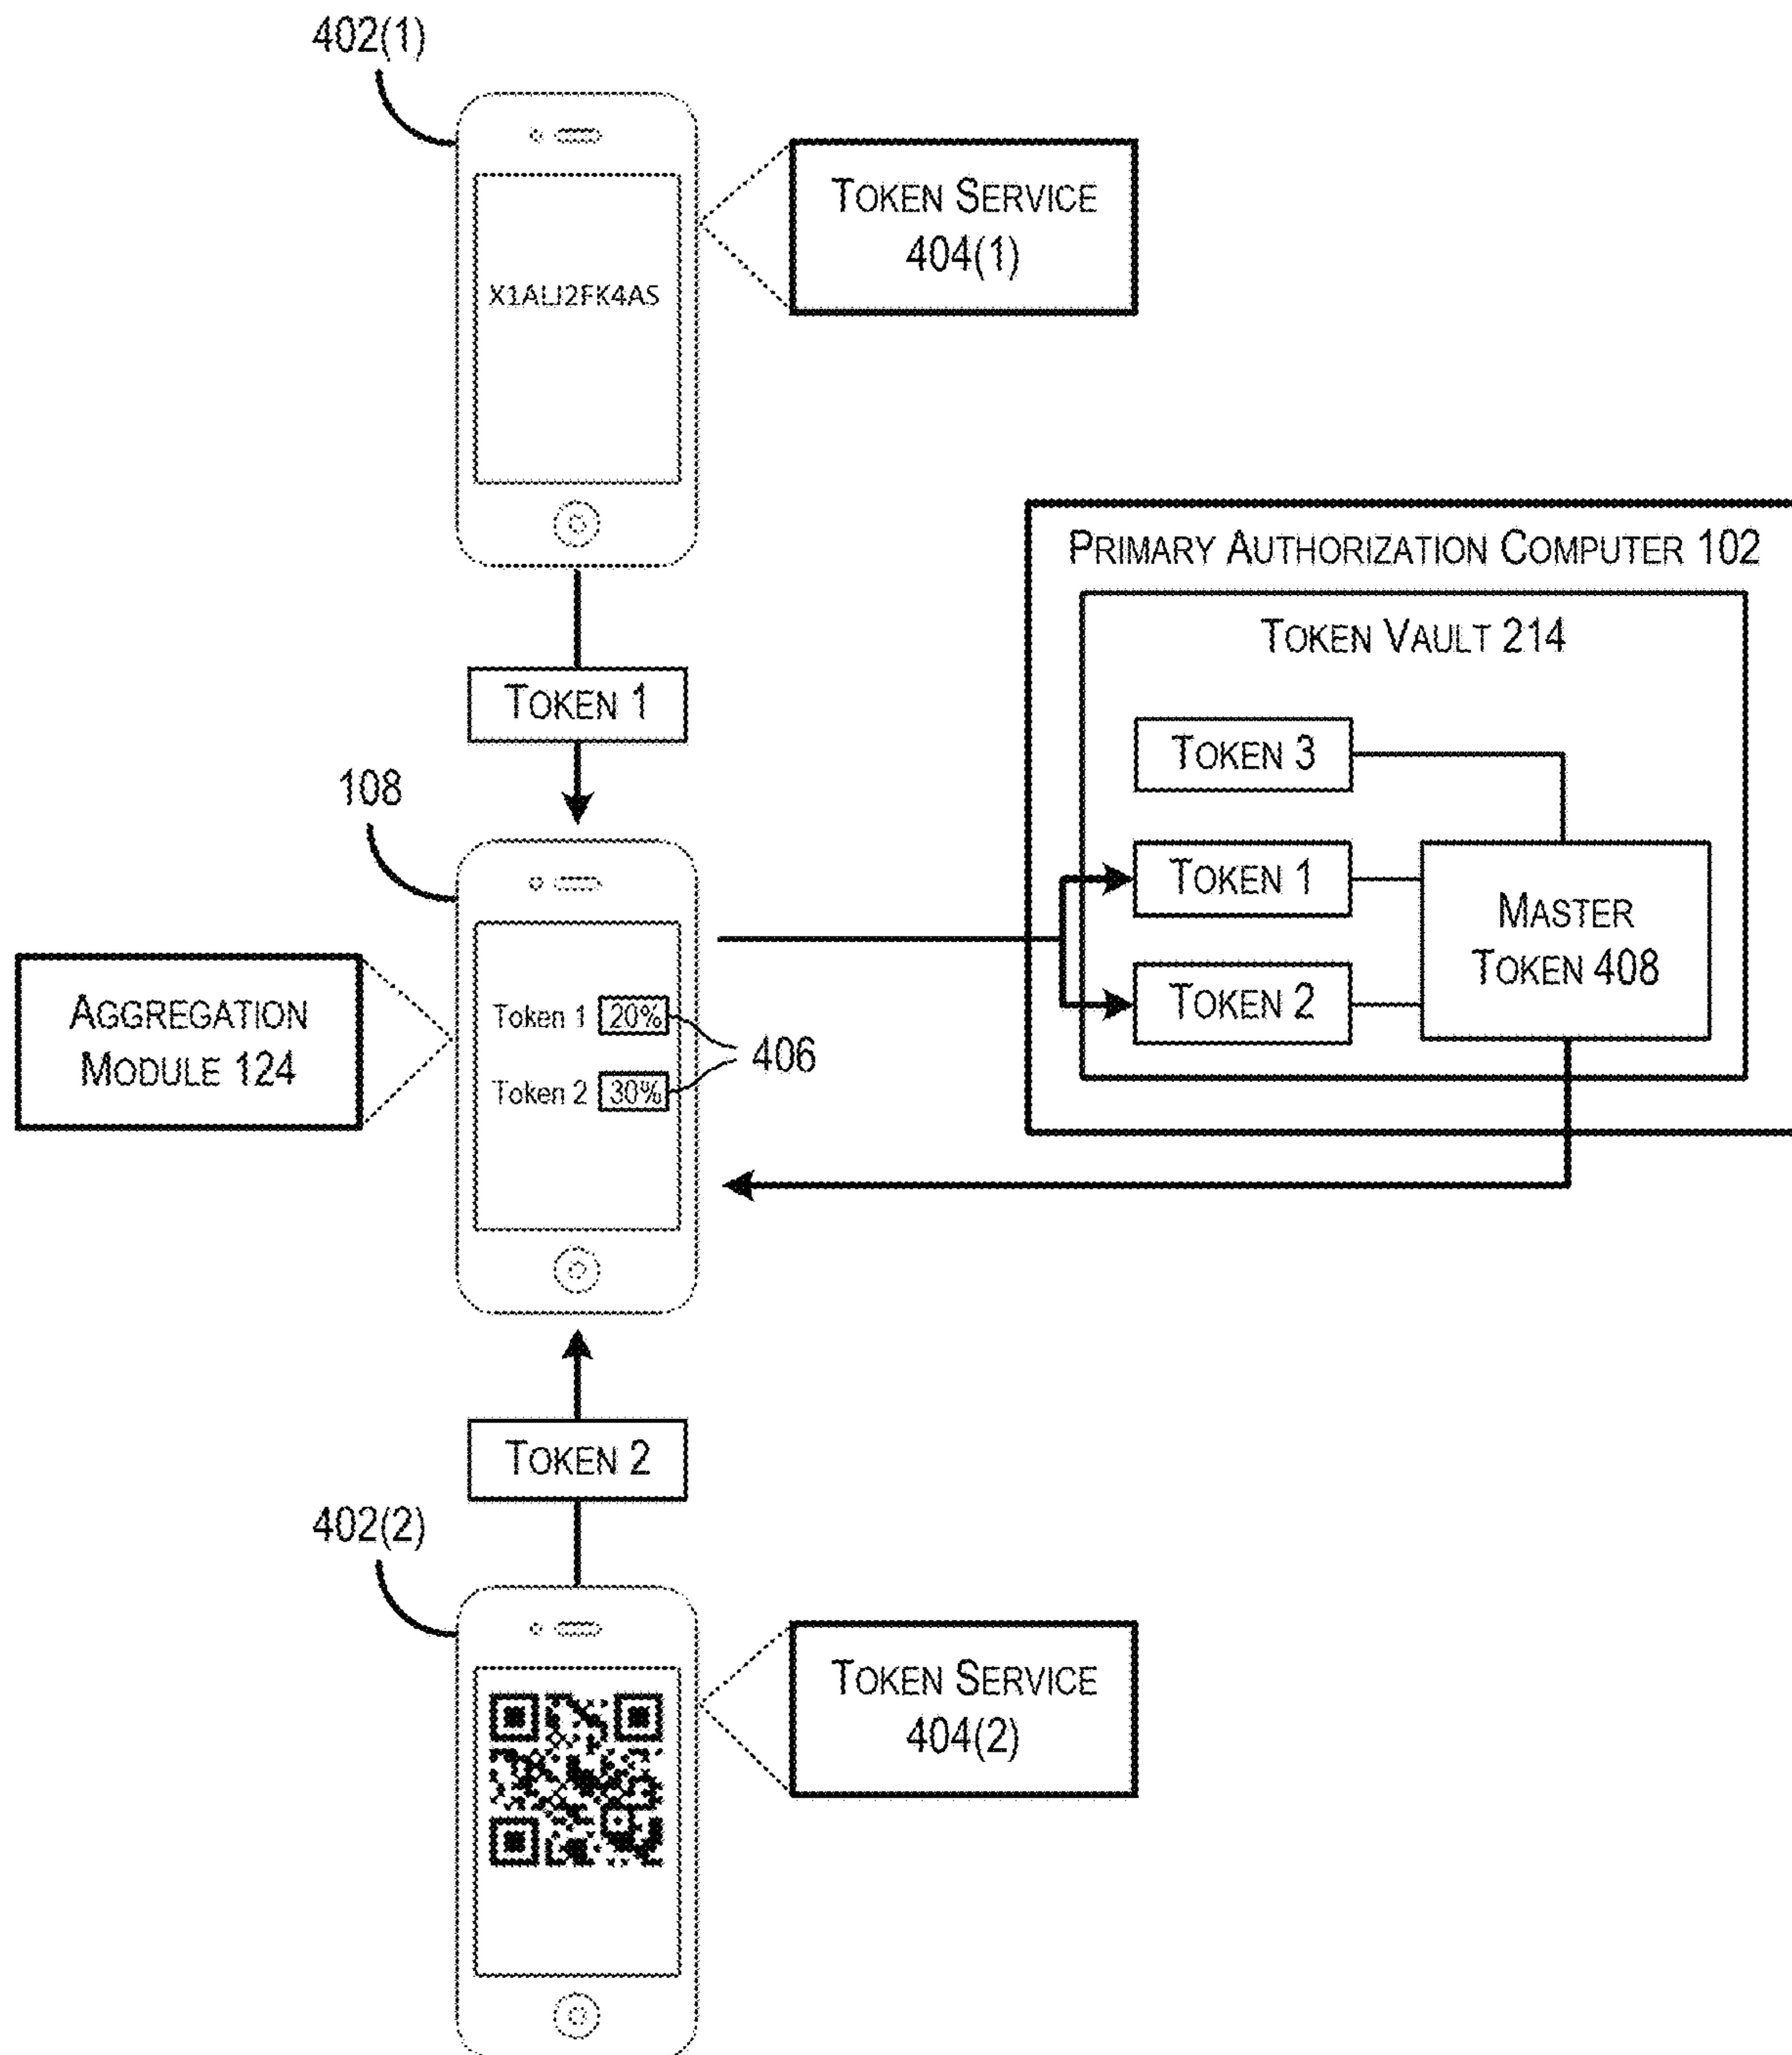 402(1)
TOKEN SERVICE
404(1)
X1ALJ2FK4AS
PRIMARY AUTHORIZATION COMPUTER 102
TOKEN VAULT 214
TOKEN 1
TOKEN 3
108
TOKEN 1
MASTER
TOKEN 408
TOKEN 2
AGGREGATION
MODULE 124
Token 1 20%
406
Token 2 30%
TOKEN 2
402(2)
TOKEN SERVICE
404(2)